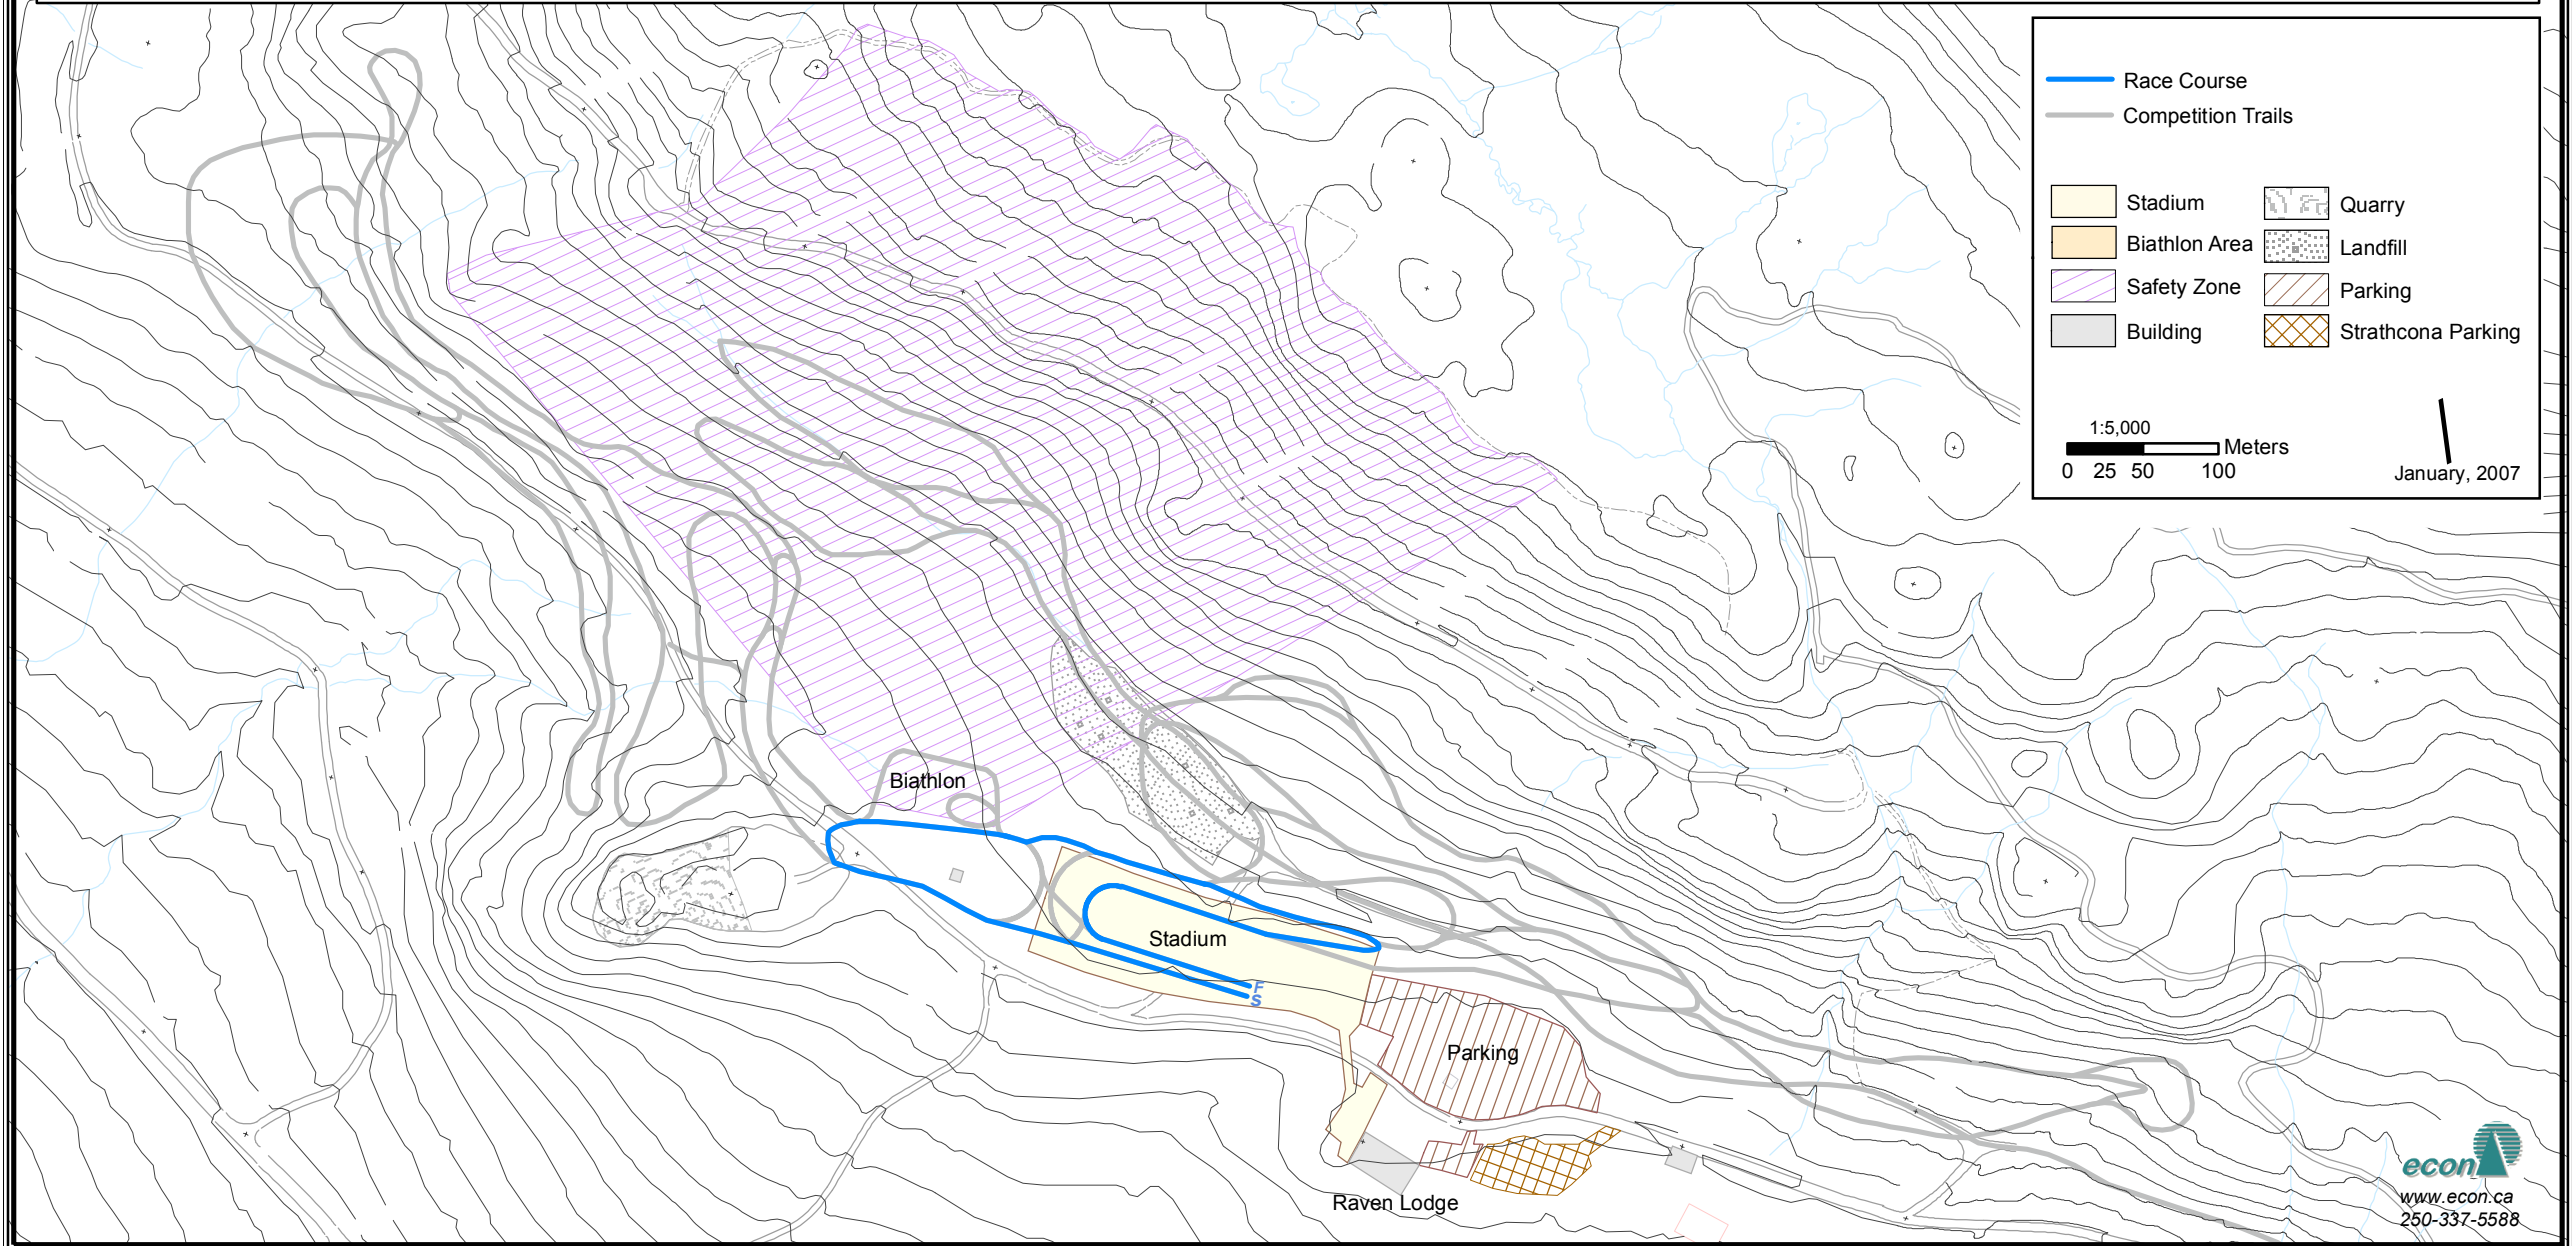 Race Course
Competition Trails
Stadium
Quarry
Biathlon Area
Landfill
Safety Zone
Parking
Building
Strathcona Parking
1:5,000
Meters
0 25 50 100
January, 2007
Biathlon
Stadium
F
S
Parking
Raven Lodge
econ
www.econ.ca
250-337-5588